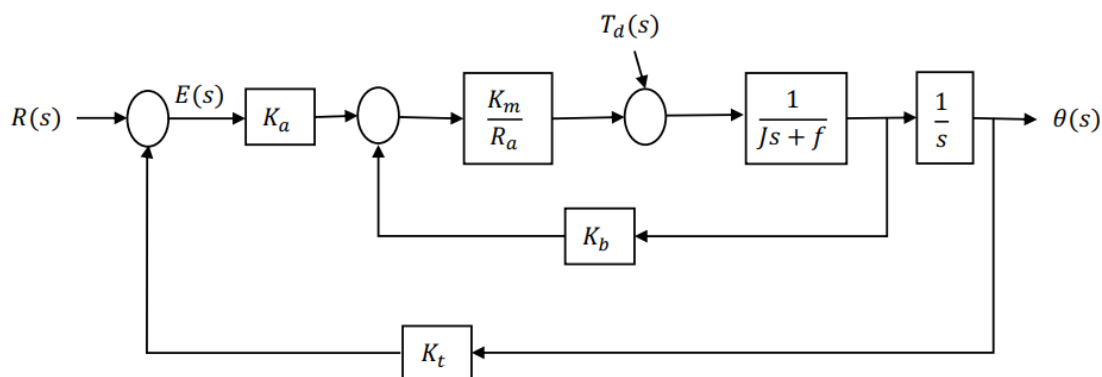 T_d(s)
R(s)
E(s)
K_a
K_m
R_a
1
Js + f
1
s
θ(s)
K_b
K_t